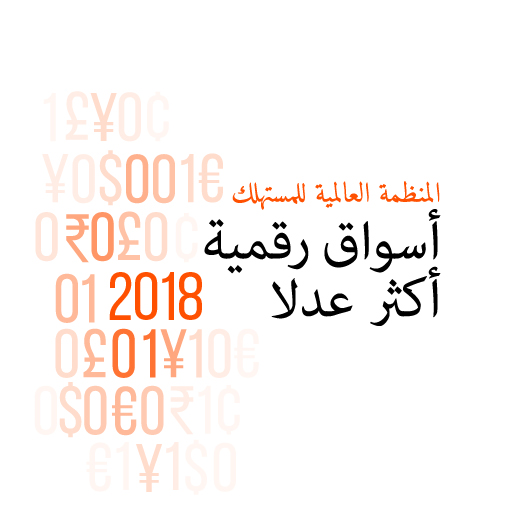 1£¥0¢
¥0$001€
المنظمة العالمية للمستهلك
0₹0£0¢
أسواق رقمية
01 2018
أكثر عدلا
0£01¥10€
0$0€0₹1¢
€1¥1$0